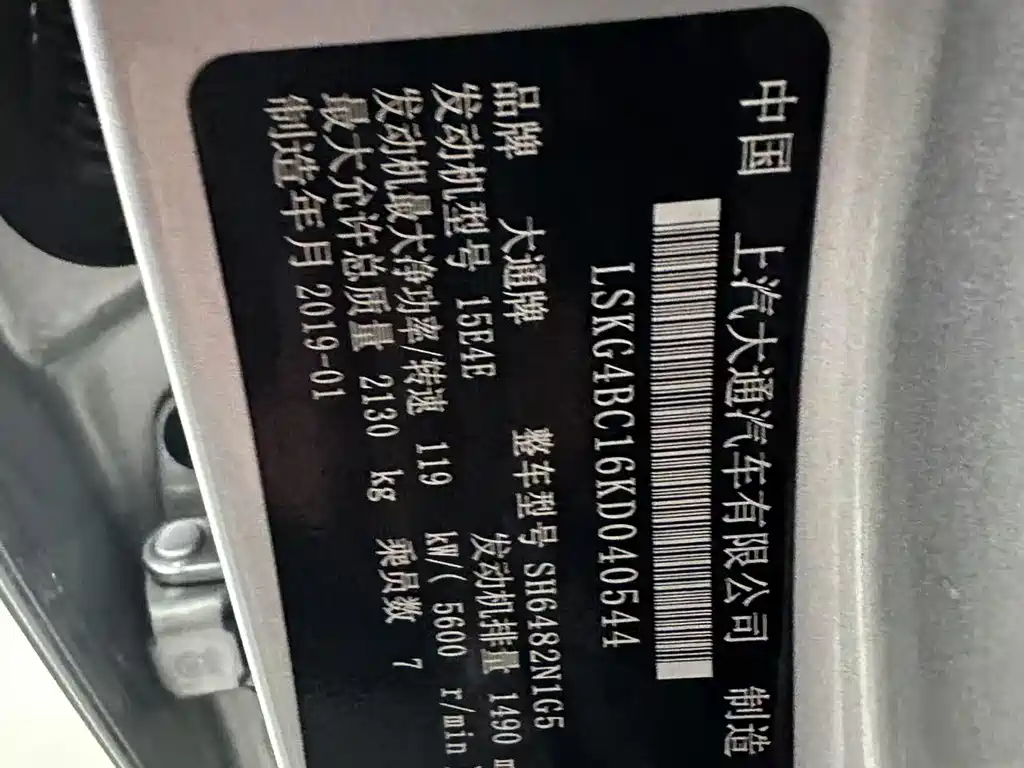 中国 上汽大通汽车有限公司 制造
LSKG4BC16KD040544
品牌 大通牌 整车型号 SH6482N1G5
发动机型号 15E4E 发动机排量 1490
发动机最大净功率/转速 119 kW/( 5600 r/min
最大允许总质量 2130 kg 乘员数 7
制造年月 2019-01